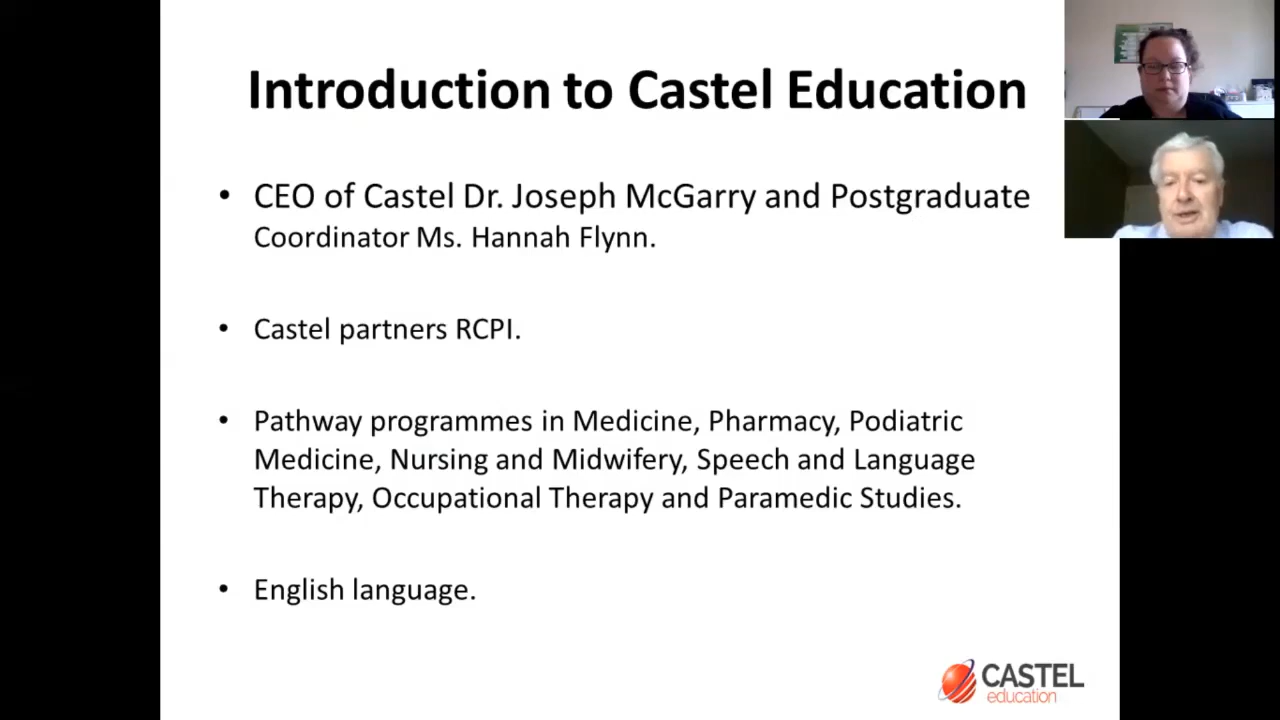 Introduction to Castel Education
• CEO of Castel Dr. Joseph McGarry and Postgraduate
Coordinator Ms. Hannah Flynn.
• Castel partners RCPI.
• Pathway programmes in Medicine, Pharmacy, Podiatric
Medicine, Nursing and Midwifery, Speech and Language
Therapy, Occupational Therapy and Paramedic Studies.
• English language.
CASTEL
education